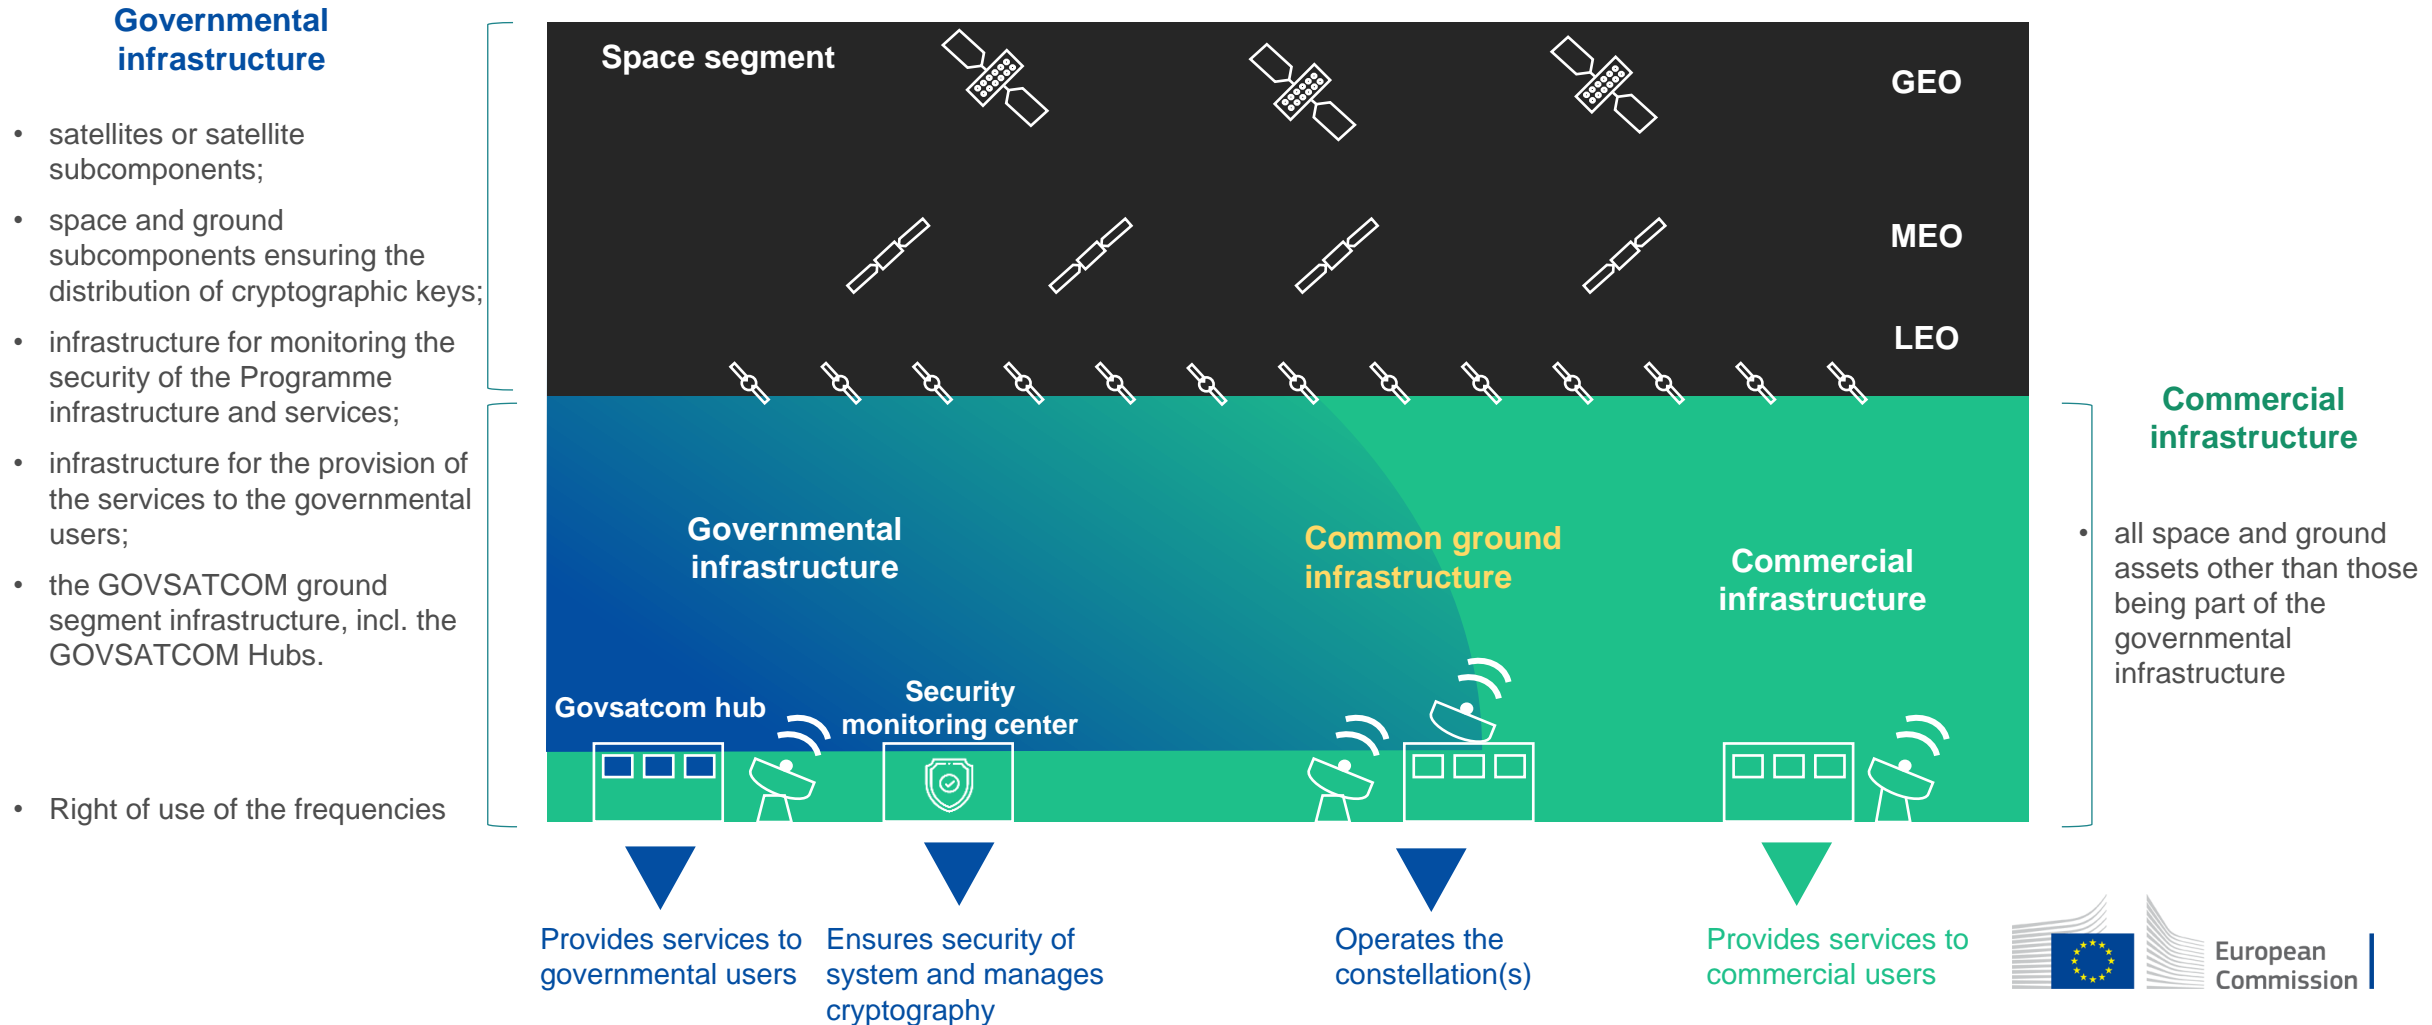 Governmental
infrastructure
• satellites or satellite
subcomponents;
• space and ground
subcomponents ensuring the
distribution of cryptographic keys;
• infrastructure for monitoring the
security of the Programme
infrastructure and services;
• infrastructure for the provision of
the services to the governmental
users;
• the GOVSATCOM ground
segment infrastructure, incl. the
GOVSATCOM Hubs.
• Right of use of the frequencies
Space segment
GEO
MEO
LEO
Governmental
infrastructure
Common ground
infrastructure
Commercial
infrastructure
Govsatcom hub
Security
monitoring center
Provides services to
governmental users
Ensures security of
system and manages
cryptography
Operates the
constellation(s)
Provides services to
commercial users
Commercial
infrastructure
• all space and ground
assets other than those
being part of the
governmental
infrastructure
European
Commission